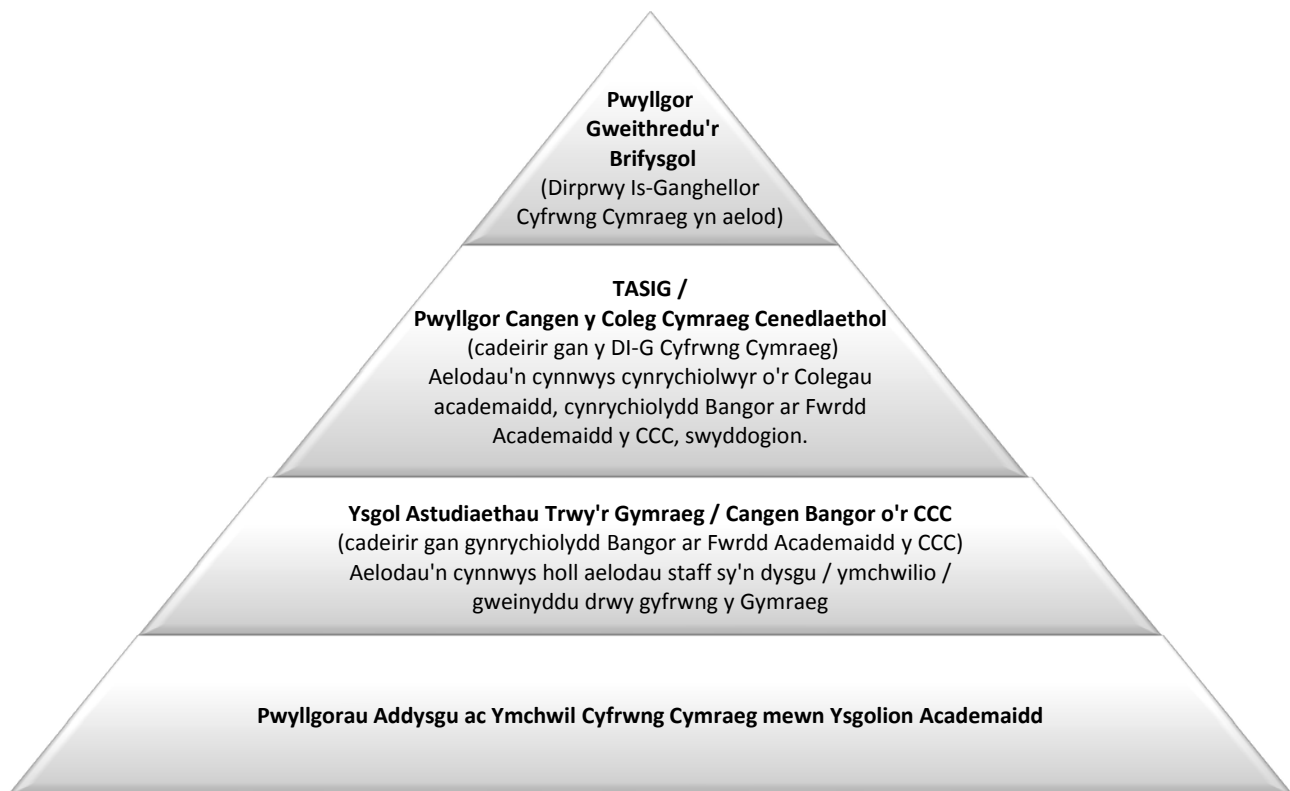 Pwyllgor
Gweithredu'r
Brifysgol
(Dirprwy Is-Ganghellor
Cyfrwng Cymraeg yn aelod)
TASIG /
Pwyllgor Cangen y Coleg Cymraeg Cenedlaethol
(cadeirir gan y DI-G Cyfrwng Cymraeg)
Aelodau'n cynnwys cynrychiolwyr o'r Colegau
academaidd, cynrychiolydd Bangor ar Fwrdd
Academaidd y CCC, swyddogion.
Ysgol Astudiaethau Trwy'r Gymraeg / Cangen Bangor o'r CCC
(cadeirir gan gynrychiolydd Bangor ar Fwrdd Academaidd y CCC)
Aelodau'n cynnwys holl aelodau staff sy'n dysgu / ymchwilio /
gweinyddu drwy gyfrwng y Gymraeg
Pwyllgorau Addysgu ac Ymchwil Cyfrwng Cymraeg mewn Ysgolion Academaidd